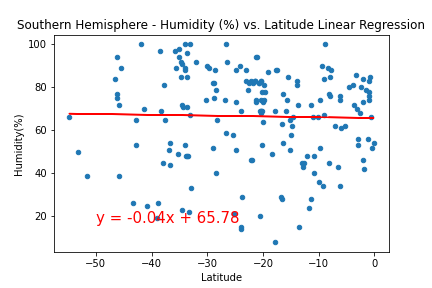 Southern Hemisphere - Humidity (%) vs. Latitude Linear Regression
100
80
60
40
20
Humidity(%)
y = -0.04x + 65.78
−50
−40
−30
−20
−10
0
Latitude